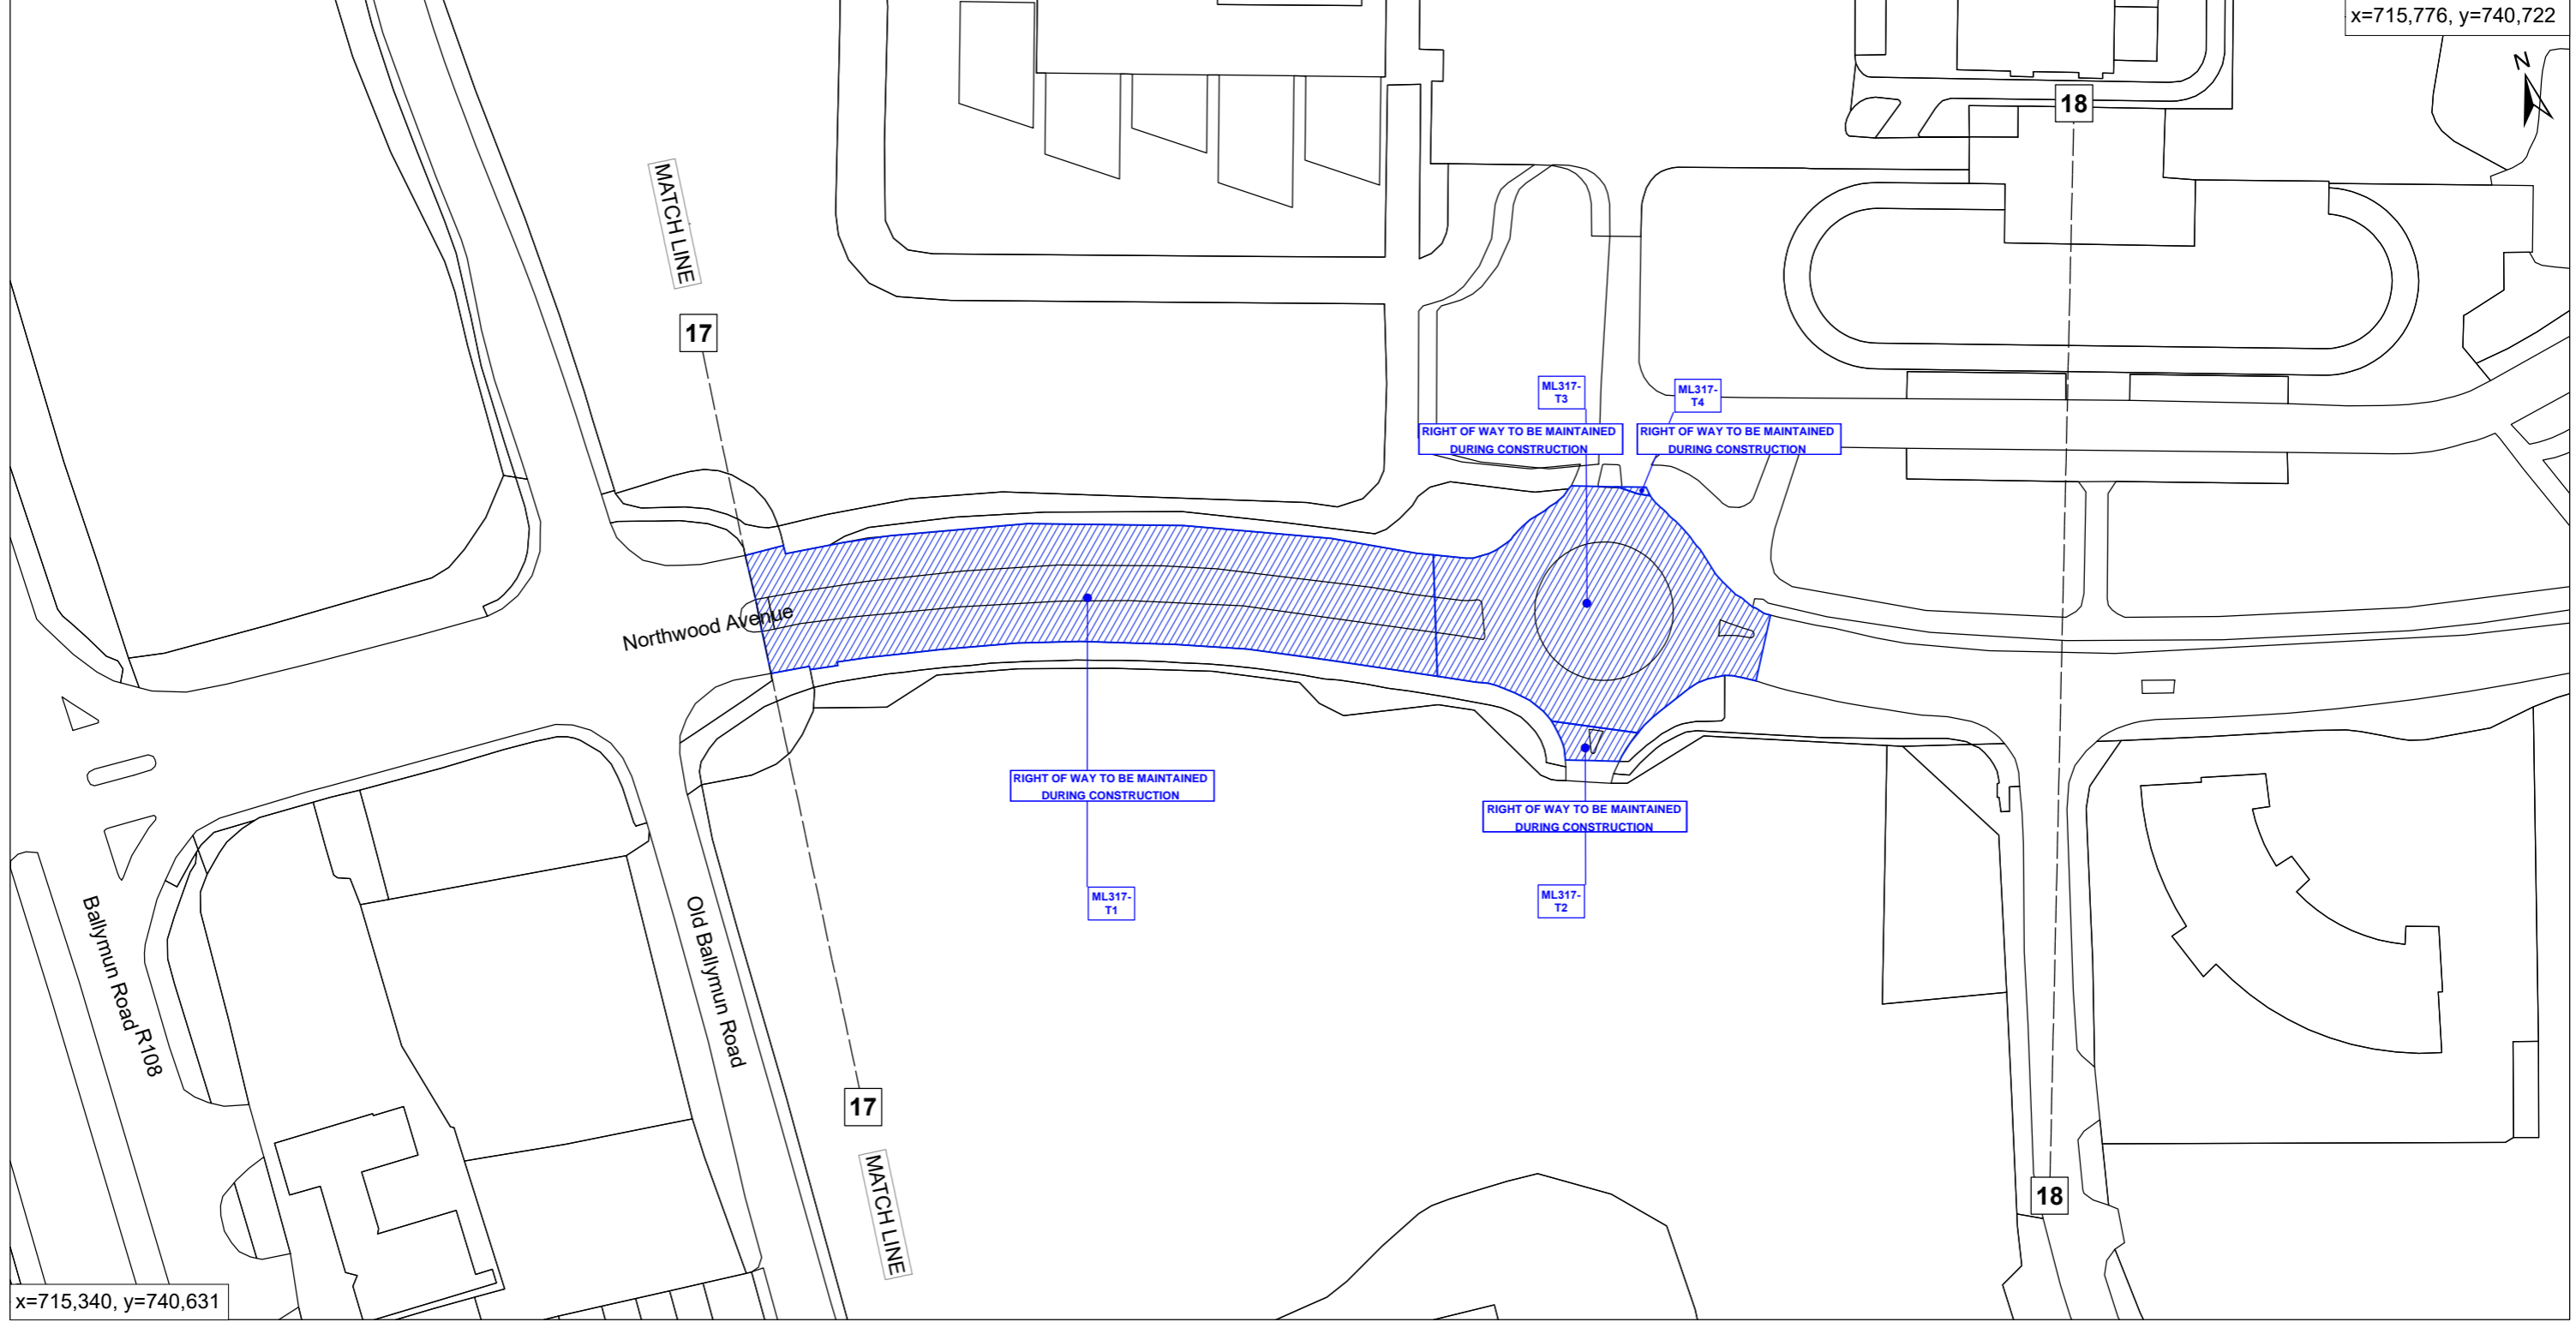 x=715,776, y=740,722
N
18
MATCH LINE
17
ML317-
T3
ML317-
T4
RIGHT OF WAY TO BE MAINTAINED
DURING CONSTRUCTION
RIGHT OF WAY TO BE MAINTAINED
DURING CONSTRUCTION
Northwood Avenue
RIGHT OF WAY TO BE MAINTAINED
DURING CONSTRUCTION
RIGHT OF WAY TO BE MAINTAINED
DURING CONSTRUCTION
ML317-
T1
ML317-
T2
Ballymun Road
R108
Old Ballymun Road
17
MATCH LINE
18
x=715,340, y=740,631